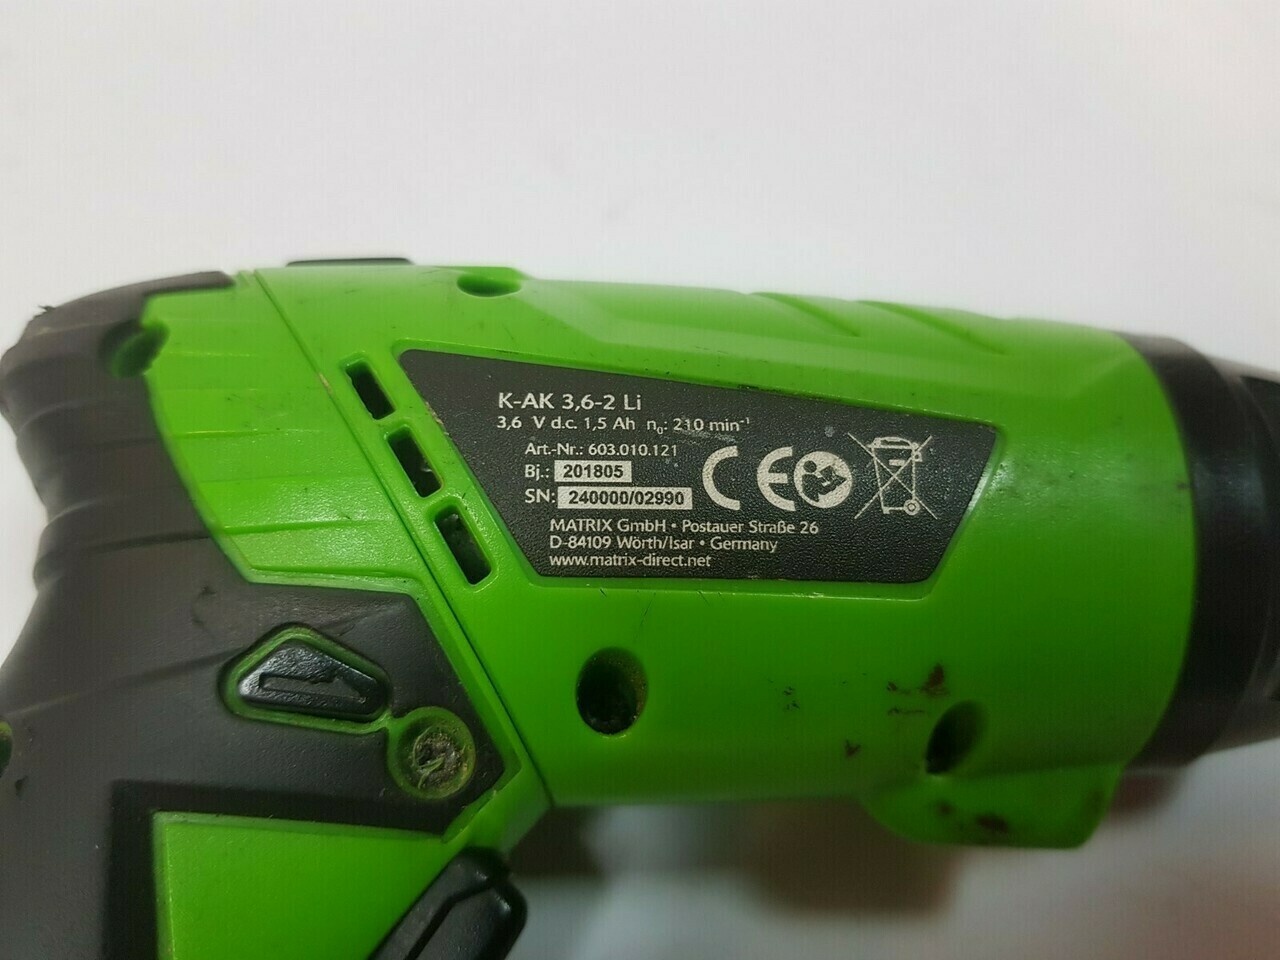 K-AK 3,6-2 Li
3,6 V d.c. 1,5 Ah n₀: 210 min⁻¹
Art.-Nr.: 603.010.121
Bj.: 201805
SN: 240000/02990
CE
MATRIX GmbH • Postauer Straße 26
D-84109 Wörth/Isar • Germany
www.matrix-direct.net